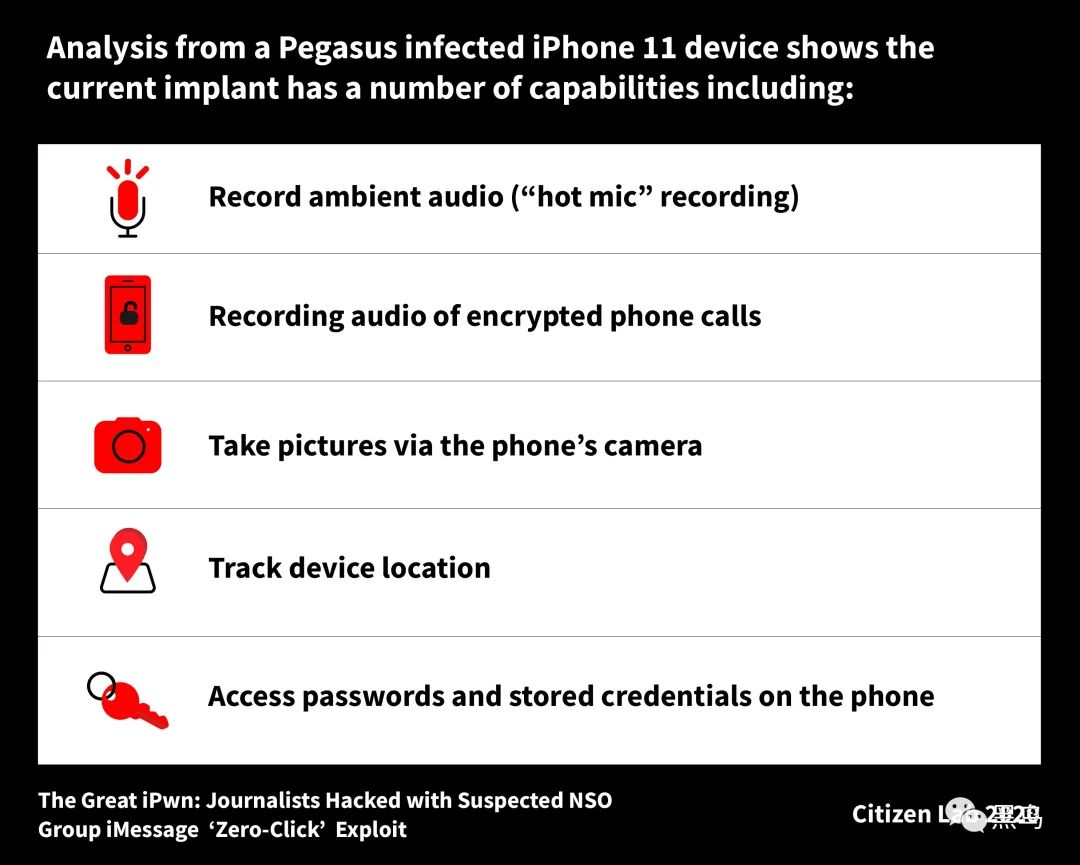 Analysis from a Pegasus infected iPhone 11 device shows the
current implant has a number of capabilities including:
Record ambient audio (“hot mic” recording)
Recording audio of encrypted phone calls
Take pictures via the phone’s camera
Track device location
Access passwords and stored credentials on the phone
The Great iPwn: Journalists Hacked with Suspected NSO
Group iMessage ‘Zero-Click’ Exploit
Citizen Lab 2020
黑鸟